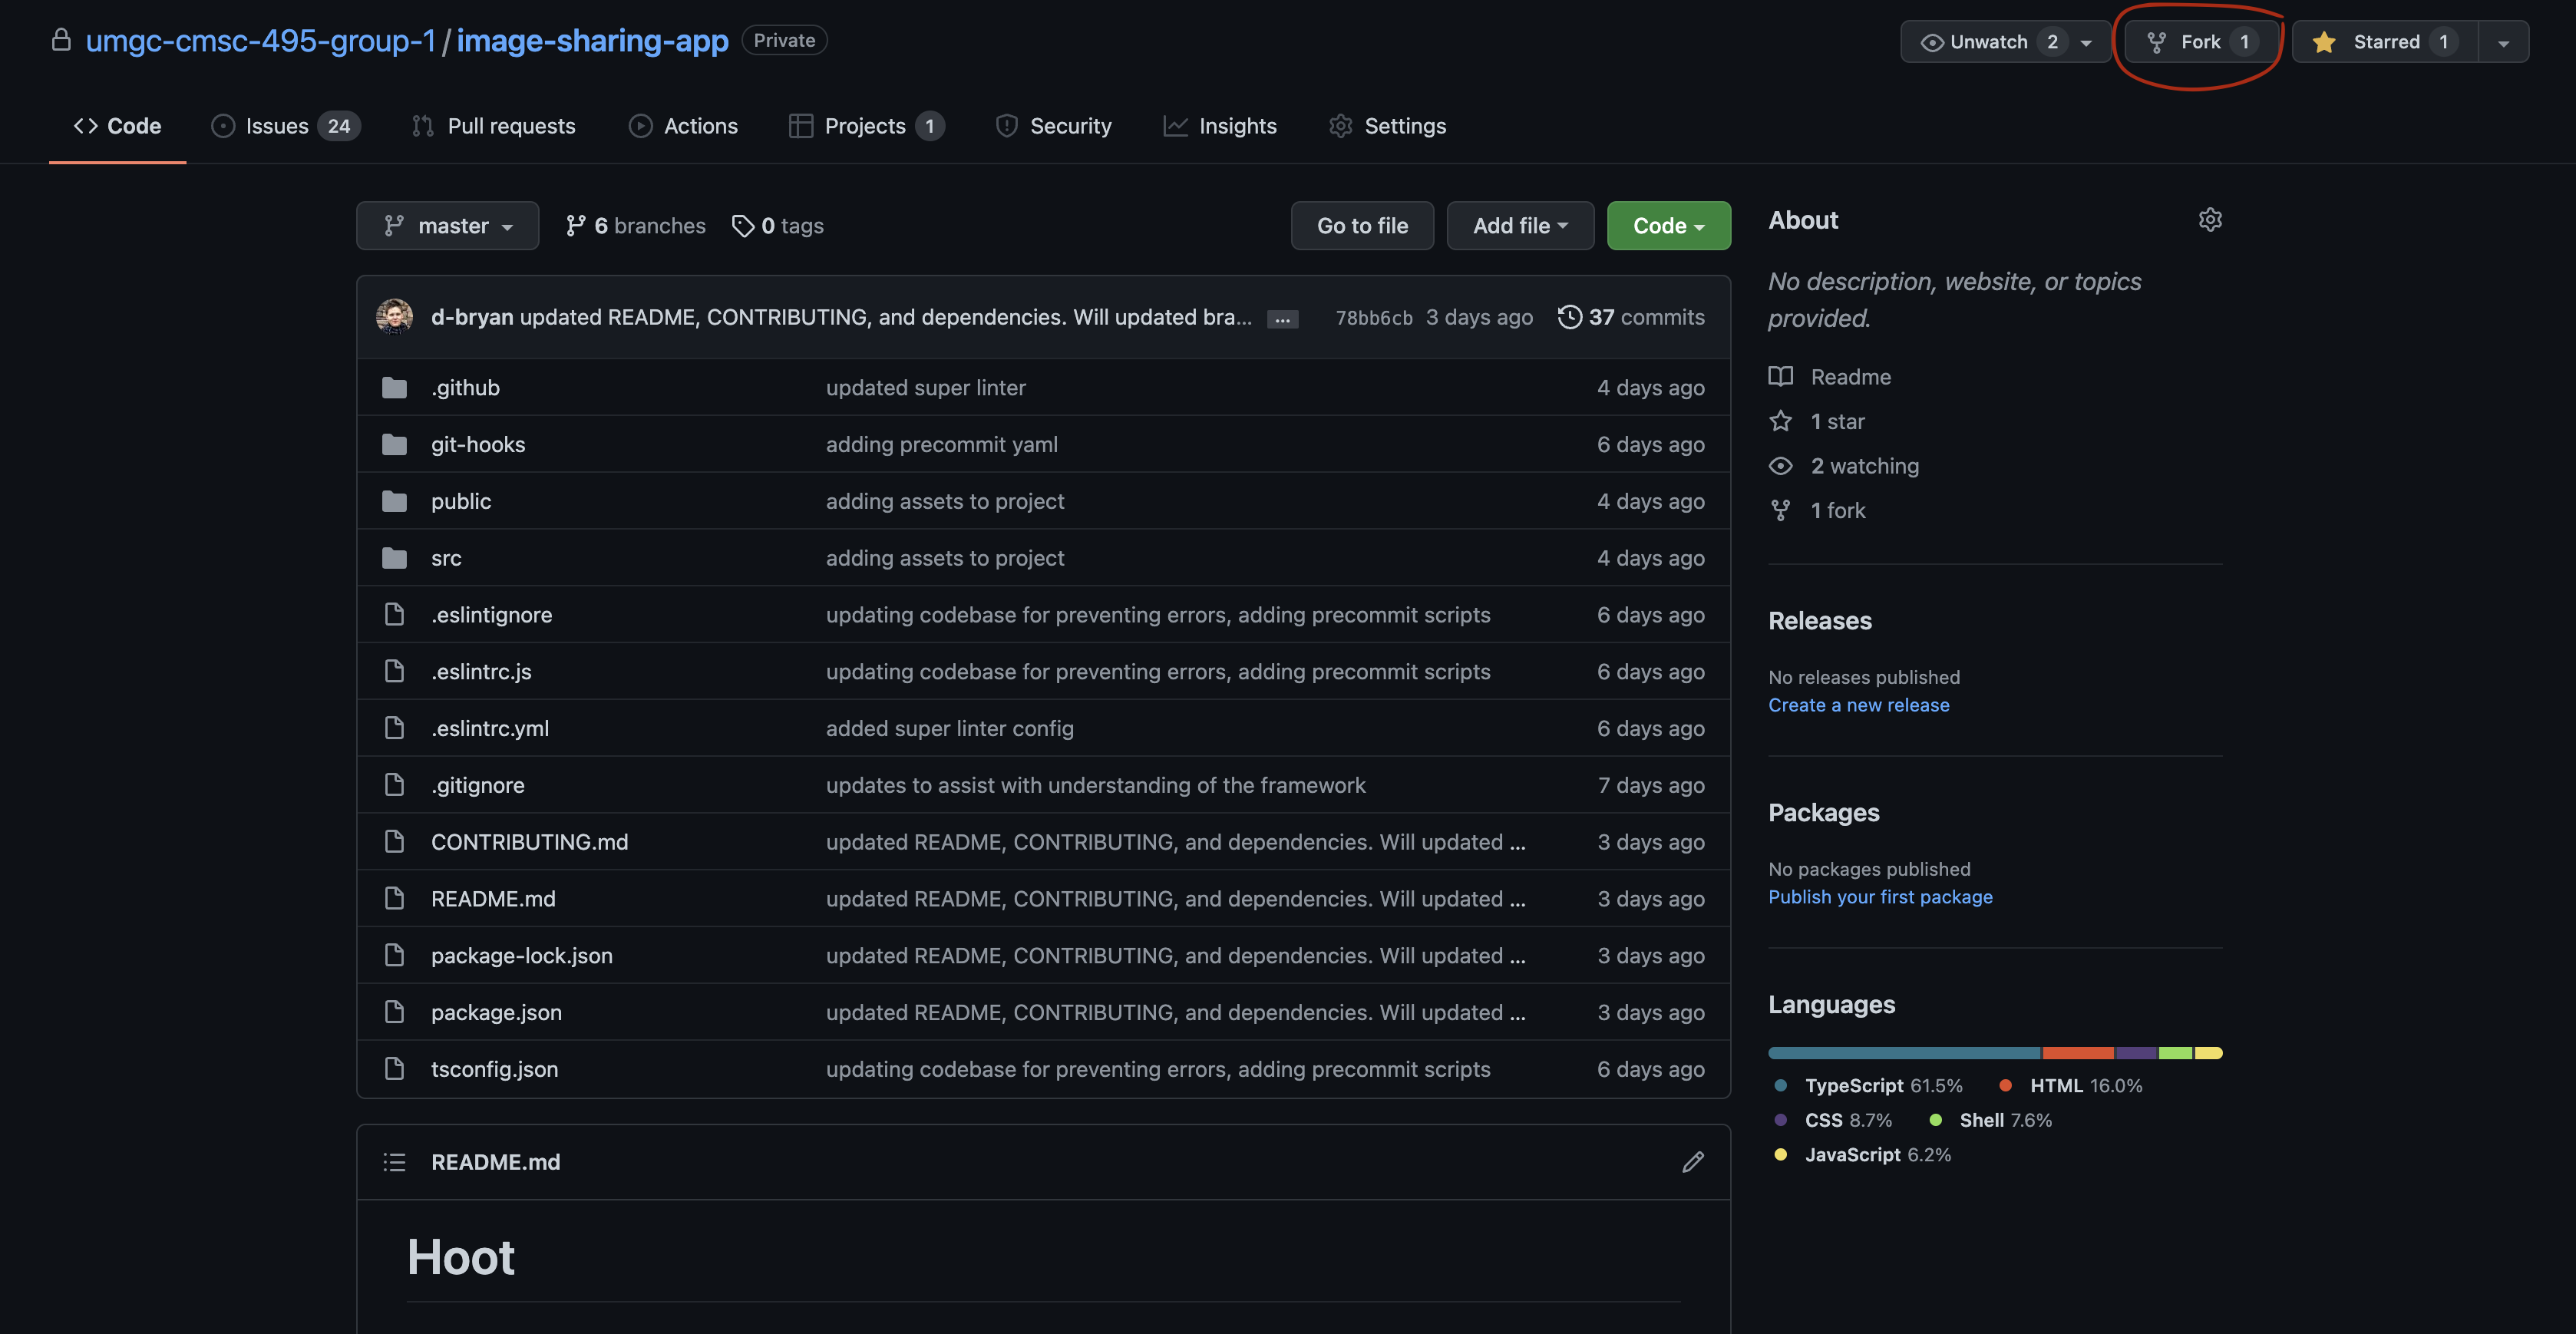 umgc-cmsc-495-group-1 / image-sharing-app Private Unwatch 2 Fork 1 Starred 1
Code Issues 24 Pull requests Actions Projects 1 Security Insights Settings
master 6 branches 0 tags Go to file Add file Code
d-bryan updated README, CONTRIBUTING, and dependencies. Will updated bra... ... 78bb6cb 3 days ago 37 commits
.github updated super linter 4 days ago
git-hooks adding precommit yaml 6 days ago
public adding assets to project 4 days ago
src adding assets to project 4 days ago
.eslintignore updating codebase for preventing errors, adding precommit scripts 6 days ago
.eslintrc.js updating codebase for preventing errors, adding precommit scripts 6 days ago
.eslintrc.yml added super linter config 6 days ago
.gitignore updates to assist with understanding of the framework 7 days ago
CONTRIBUTING.md updated README, CONTRIBUTING, and dependencies. Will updated ... 3 days ago
README.md updated README, CONTRIBUTING, and dependencies. Will updated ... 3 days ago
package-lock.json updated README, CONTRIBUTING, and dependencies. Will updated ... 3 days ago
package.json updated README, CONTRIBUTING, and dependencies. Will updated ... 3 days ago
tsconfig.json updating codebase for preventing errors, adding precommit scripts 6 days ago
README.md
Hoot
About
No description, website, or topics
provided.
Readme
1 star
2 watching
1 fork
Releases
No releases published
Create a new release
Packages
No packages published
Publish your first package
Languages
TypeScript 61.5% HTML 16.0%
CSS 8.7% Shell 7.6%
JavaScript 6.2%